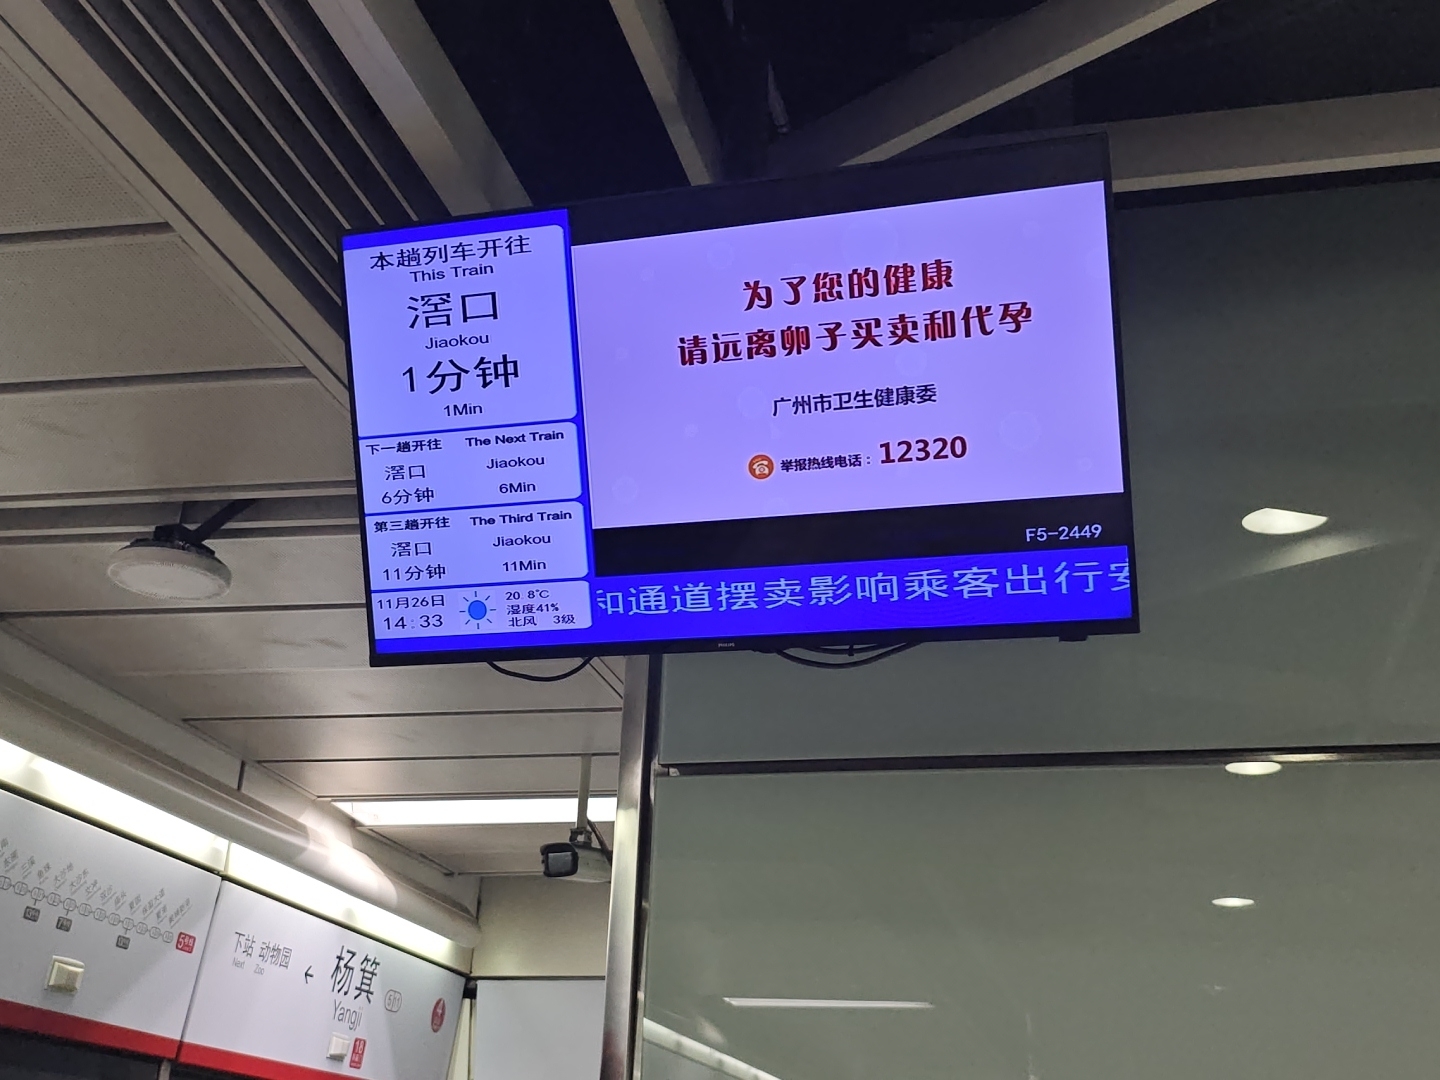 本趟列车开往
This Train
滘口
Jiaokou
1分钟
1Min
下一趟开往 The Next Train
滘口 Jiaokou
6分钟 6Min
第三趟开往 The Third Train
滘口 Jiaokou
11分钟 11Min
11月26日
14:33
20.8℃
湿度41%
北风 3级
为了您的健康
请远离卵子买卖和代孕
广州市卫生健康委
举报热线电话：12320
F5-2449
和通道摆卖影响乘客出行安
PHILIPS
下站 动物园
Next Zoo
←
杨箕
Yangji
5 1
5号线